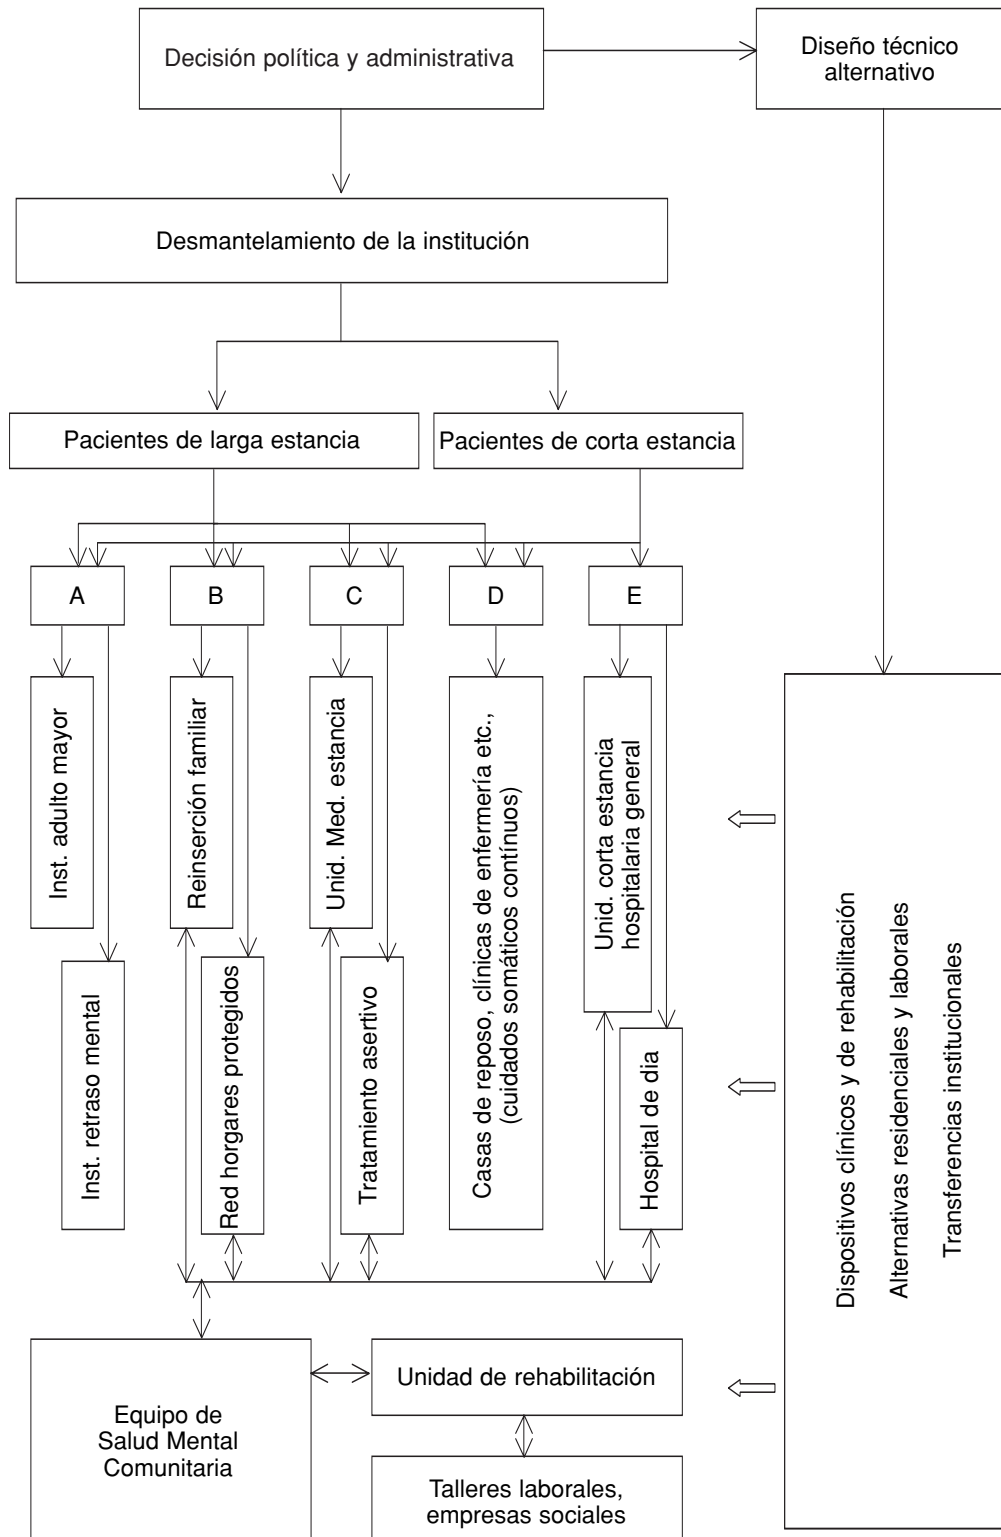 Decisión política y administrativa
Diseño técnico
alternativo
Desmantelamiento de la institución
Pacientes de larga estancia
Pacientes de corta estancia
A
B
C
D
E
Inst. adulto mayor
Inst. retraso mental
Reinserción familiar
Red horgares protegidos
Unid. Med. estancia
Tratamiento asertivo
Casas de reposo, clínicas de enfermería etc.,
(cuidados somáticos contínuos)
Unid. corta estancia
hospitalaria general
Hospital de dia
Dispositivos clínicos y de rehabilitación
Alternativas residenciales y laborales
Transferencias institucionales
Equipo de
Salud Mental
Comunitaria
Unidad de rehabilitación
Talleres laborales,
empresas sociales